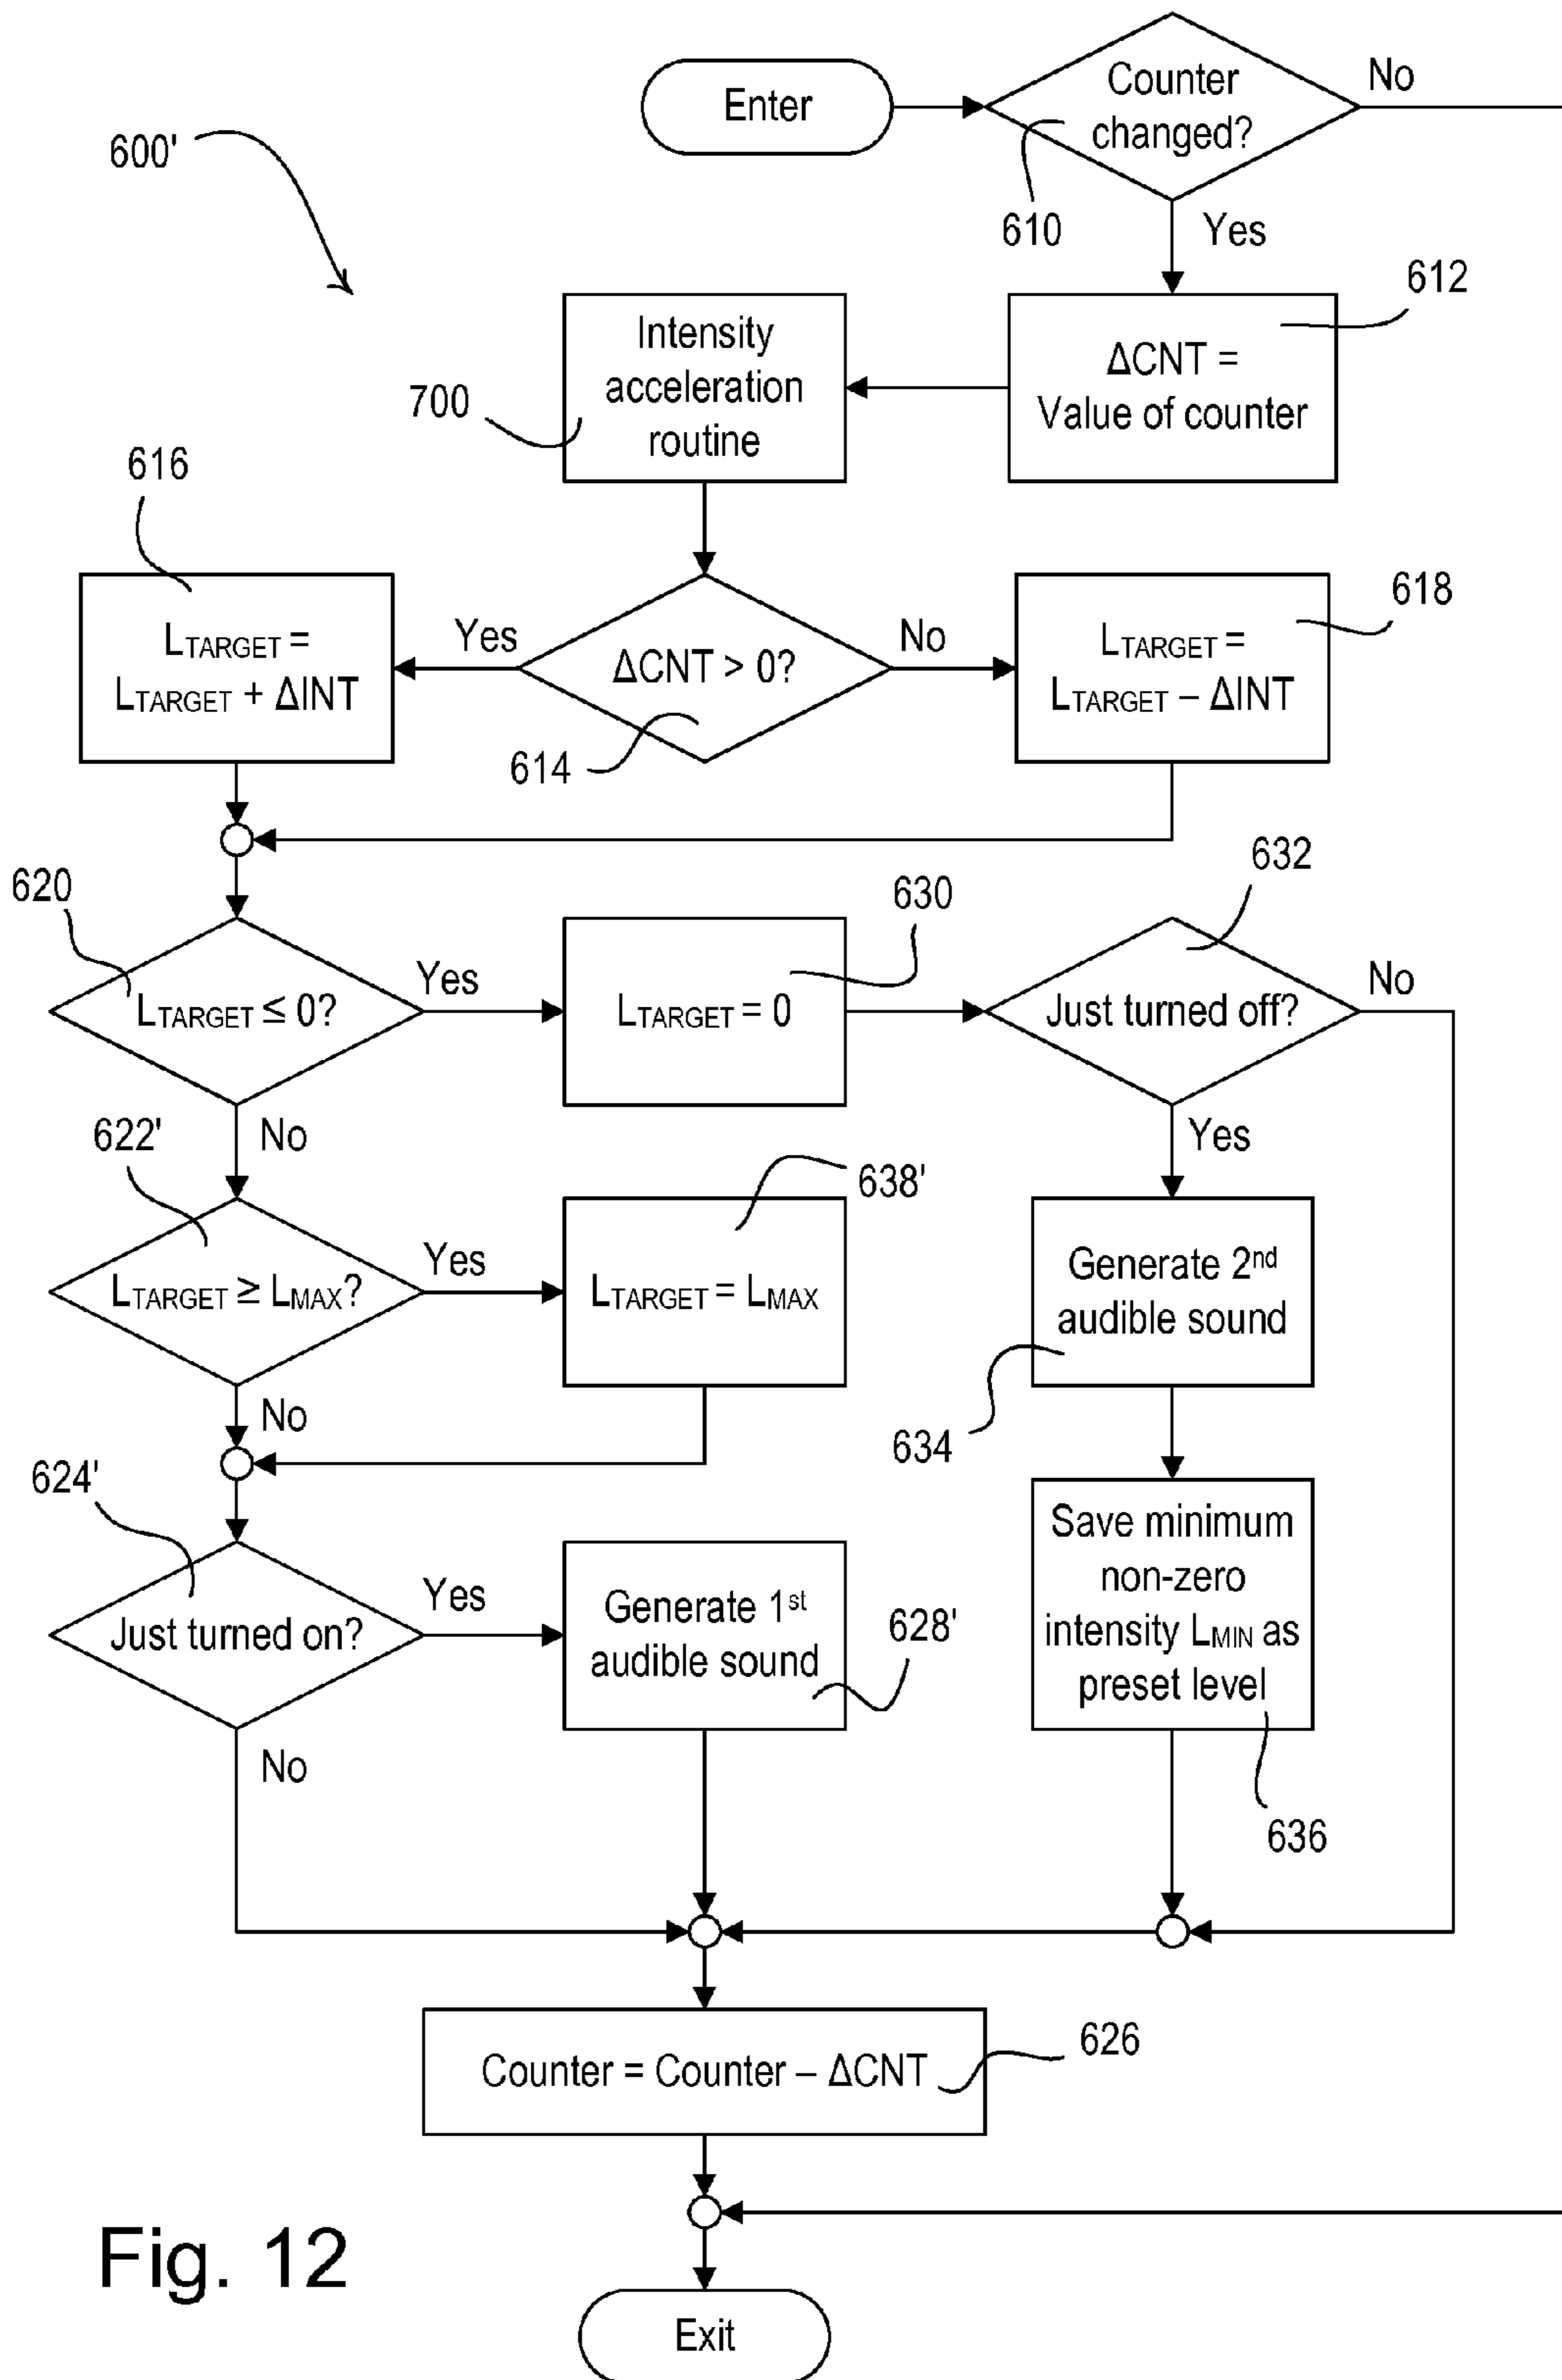 Enter
Counter
changed?
No
600'
610
Yes
612
Intensity
acceleration
routine
ΔCNT =
Value of counter
700
616
618
LTARGET =
LTARGET + ΔINT
Yes
ΔCNT > 0?
No
LTARGET =
LTARGET – ΔINT
614
632
620
630
LTARGET ≤ 0?
Yes
LTARGET = 0
Just turned off?
No
No
Yes
622'
638'
LTARGET ≥ LMAX?
Yes
LTARGET = LMAX
Generate 2nd
audible sound
No
634
624'
Just turned on?
Yes
Generate 1st
audible sound
628'
Save minimum
non-zero
intensity LMIN as
preset level
No
636
Counter = Counter – ΔCNT
626
Fig. 12
Exit